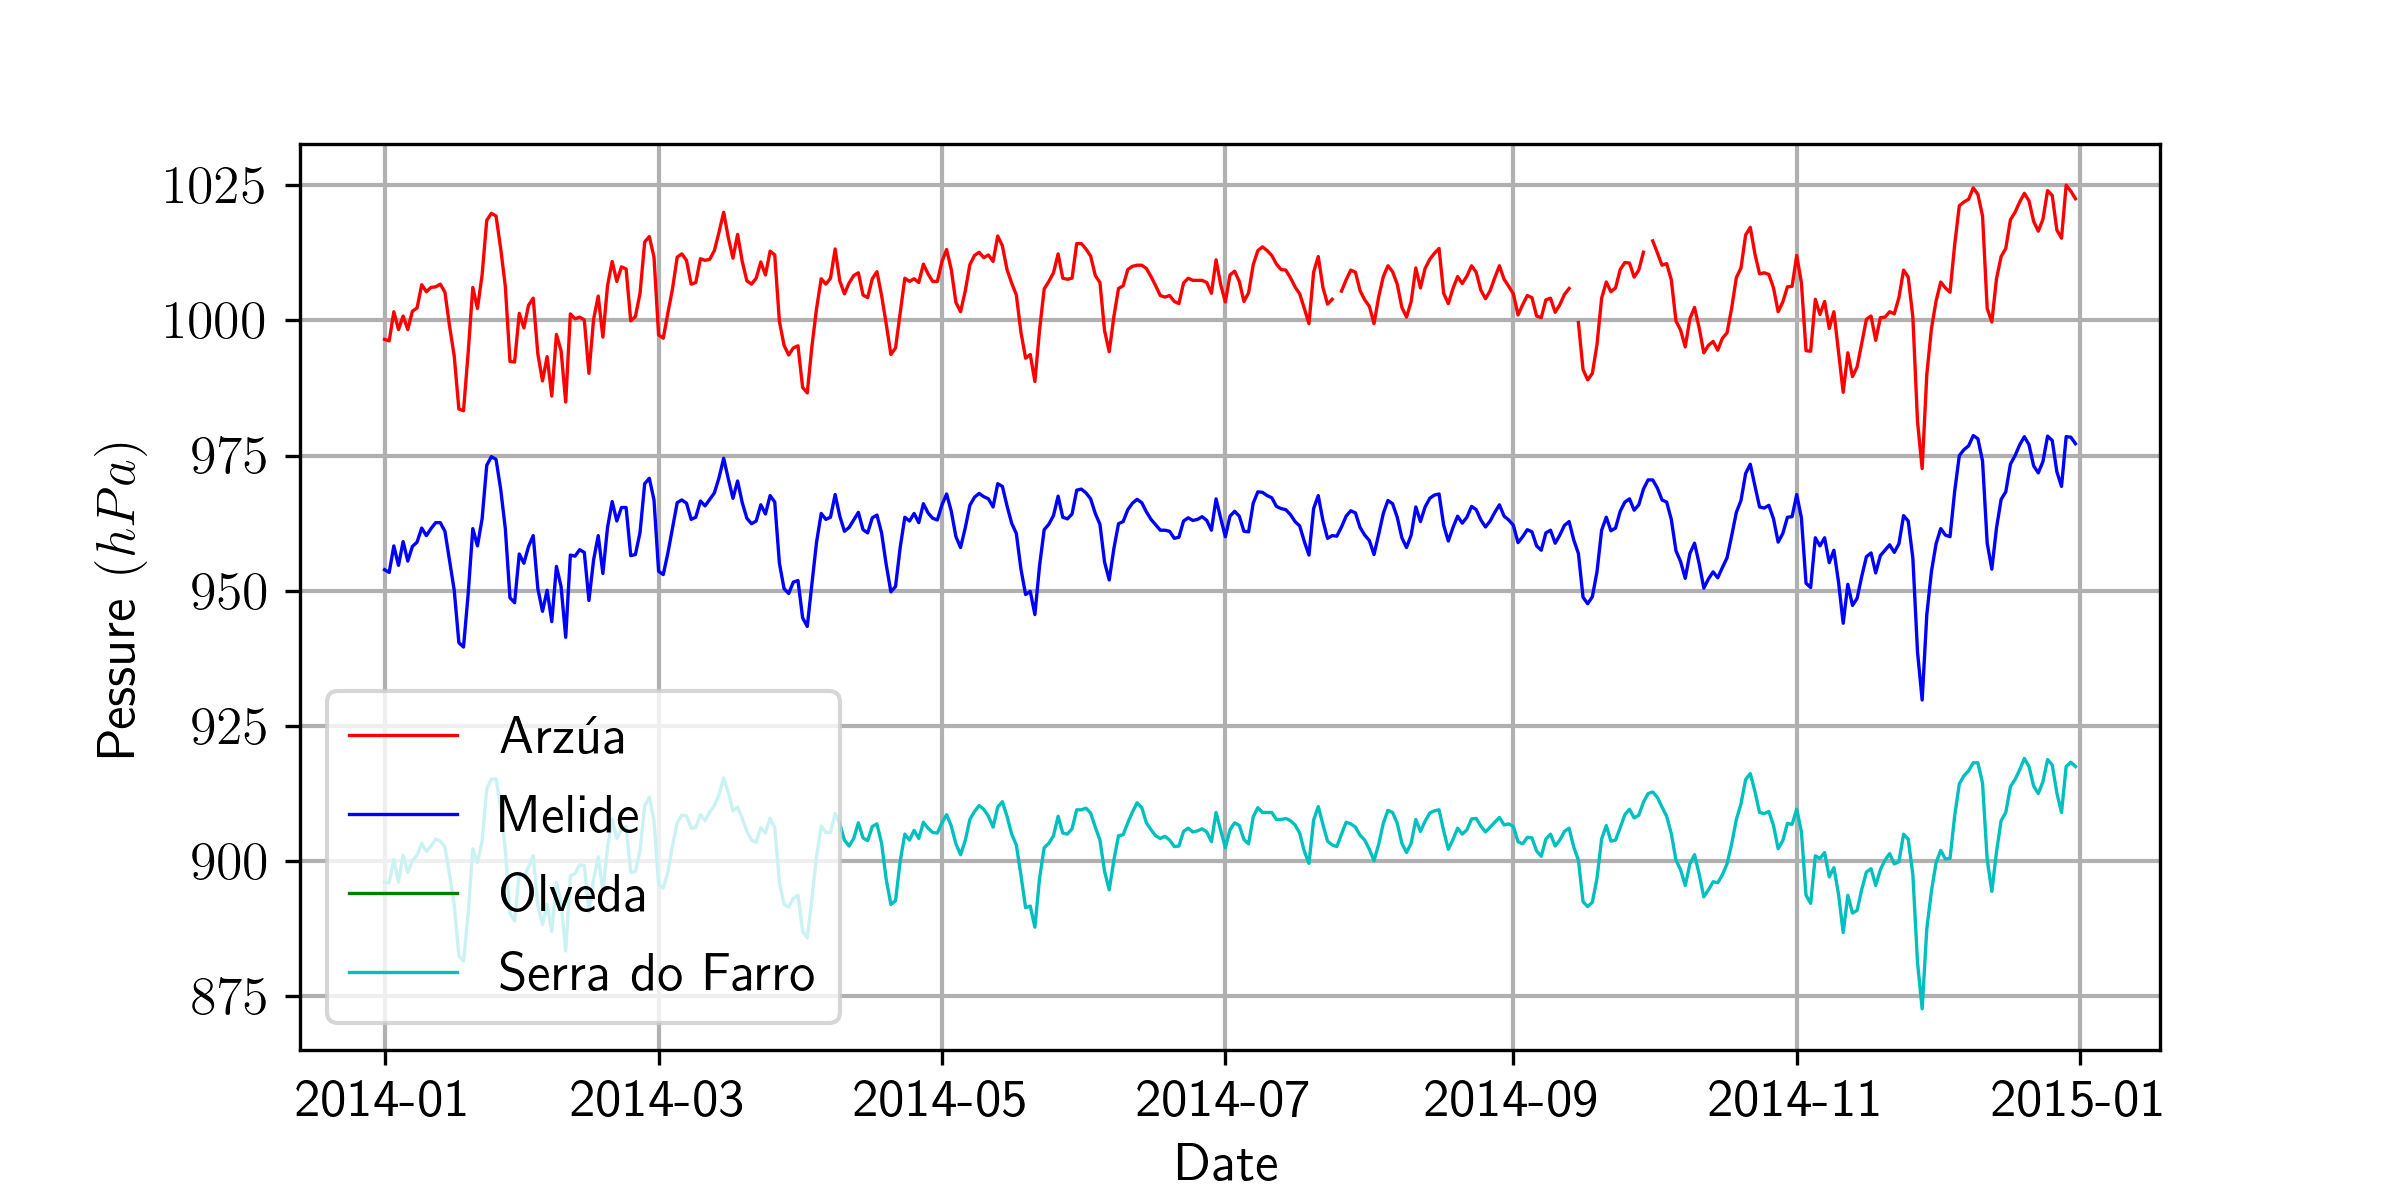 1025
1000
975
950
925
900
875
Pessure (hPa)
Arzúa
Melide
Olveda
Serra do Farro
2014-01 2014-03 2014-05 2014-07 2014-09 2014-11 2015-01
Date